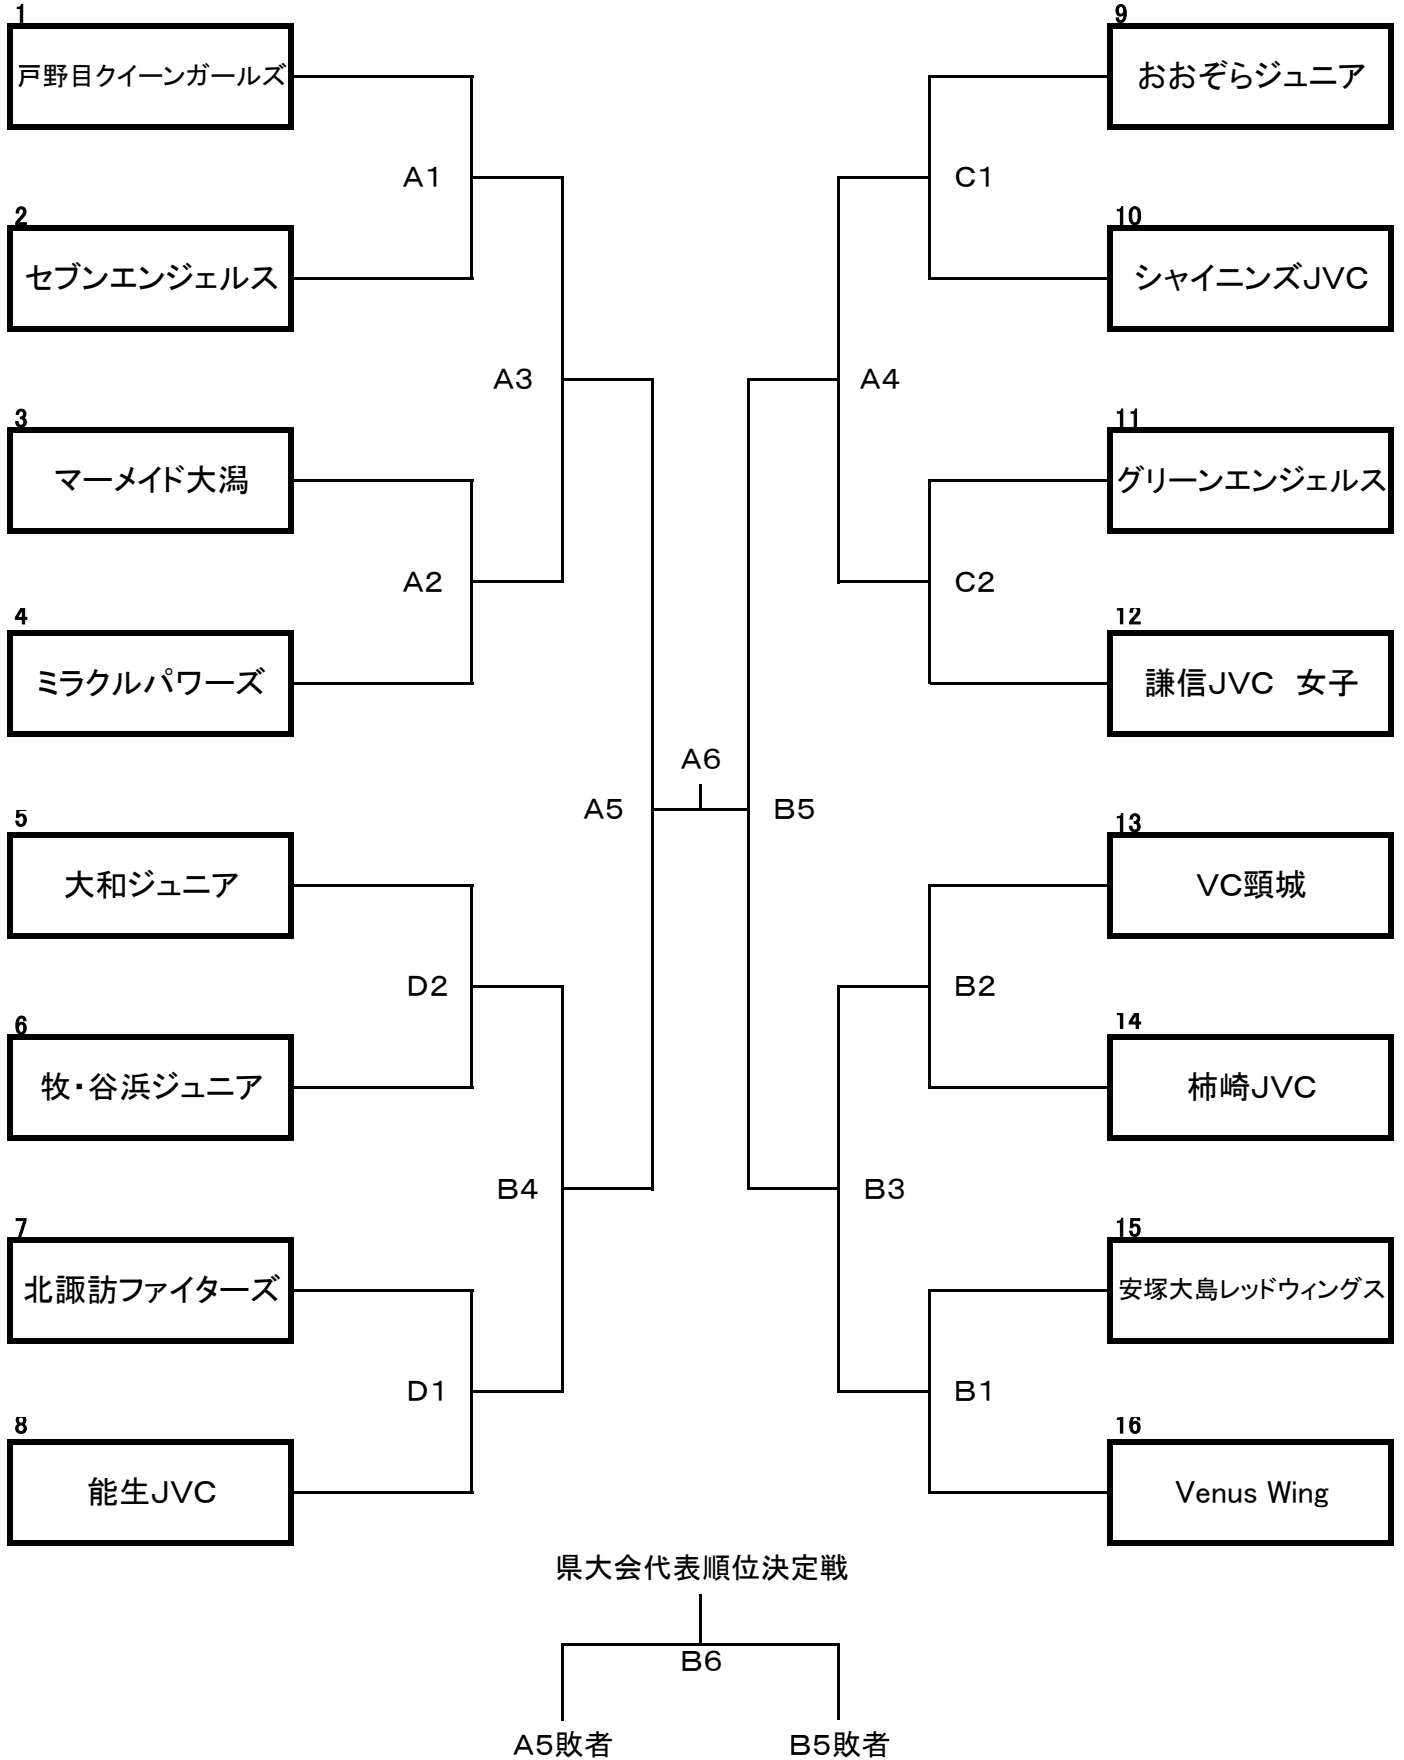 1
戸野目クイーンガールズ
A1
2
セブンエンジェルス
A3
3
マーメイド大潟
A2
4
ミラクルパワーズ
A5
5
大和ジュニア
D2
6
牧・谷浜ジュニア
B4
7
北諏訪ファイターズ
D1
8
能生JVC
A6
9
おおぞらジュニア
C1
10
シャイニンズJVC
A4
11
グリーンエンジェルス
C2
12
謙信JVC　女子
B5
13
VC頸城
B2
14
柿崎JVC
B3
15
安塚大島レッドウィングス
B1
16
Venus Wing
県大会代表順位決定戦
B6
A5敗者
B5敗者